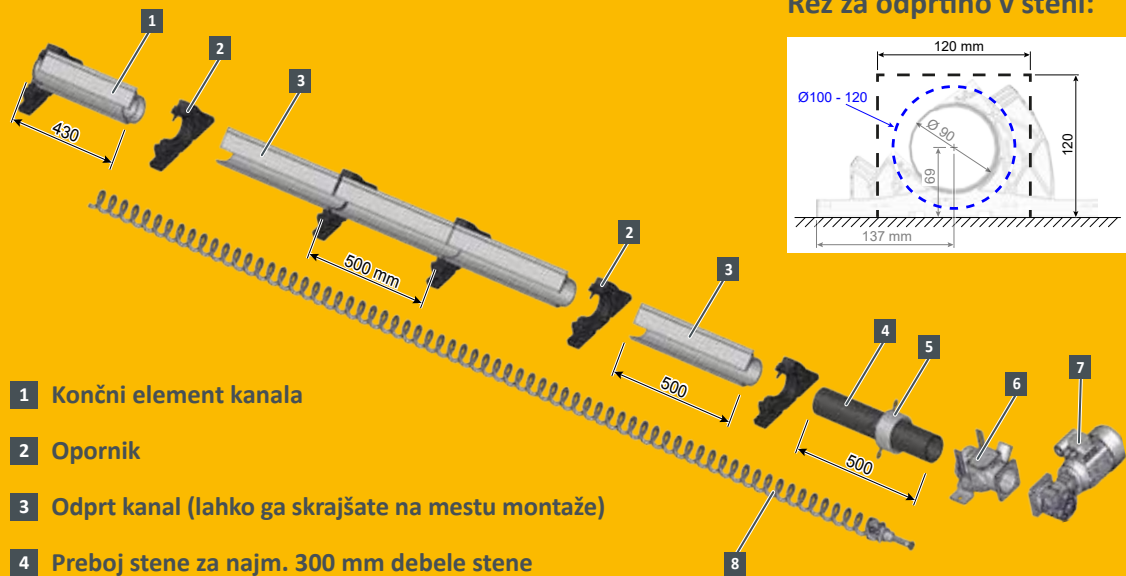 Rez za odprtino v steni:
1
2
3
120 mm
Ø100 - 120
Ø 90
69
120
137 mm
430
500 mm
2
3
500
4
5
6
7
500
8
1 Končni element kanala
2 Opornik
3 Odprt kanal (lahko ga skrajšate na mestu montaže)
4 Preboj stene za najm. 300 mm debele stene